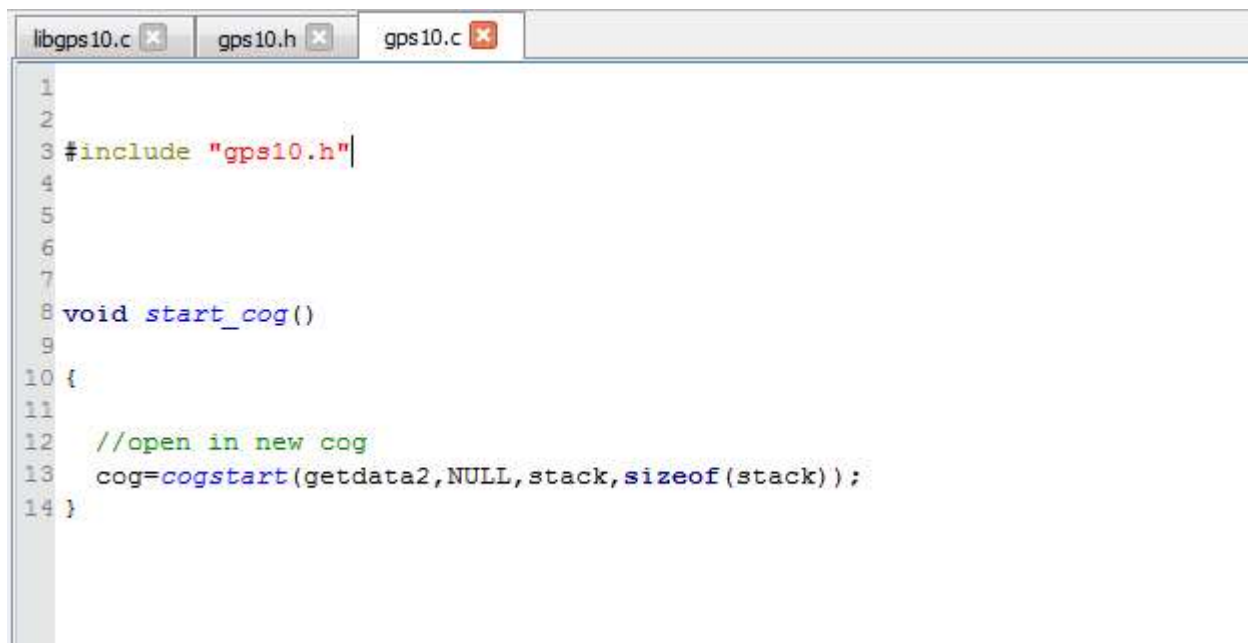 libgps10.c gps10.h gps10.c
1
2
3 #include "gps10.h"
4
5
6
7
8 void start_cog()
9
10 {
11
12   //open in new cog
13   cog=cogstart(getdata2,NULL,stack,sizeof(stack));
14 }